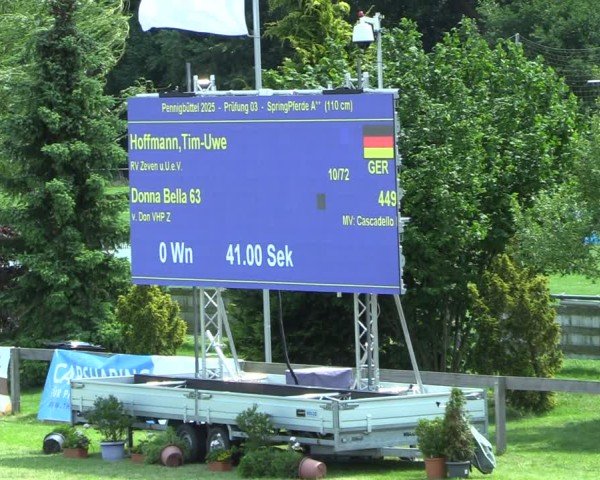 Pennigbüttel 2025 - Prüfung 03 - SpringPferde A** (110 cm)
Hoffmann,Tim-Uwe
RV Zeven u.U.e.V.
GER
10/72
Donna Bella 63
449
v. Don VHP Z
MV: Cascadello
0 Wn
41.00 Sek